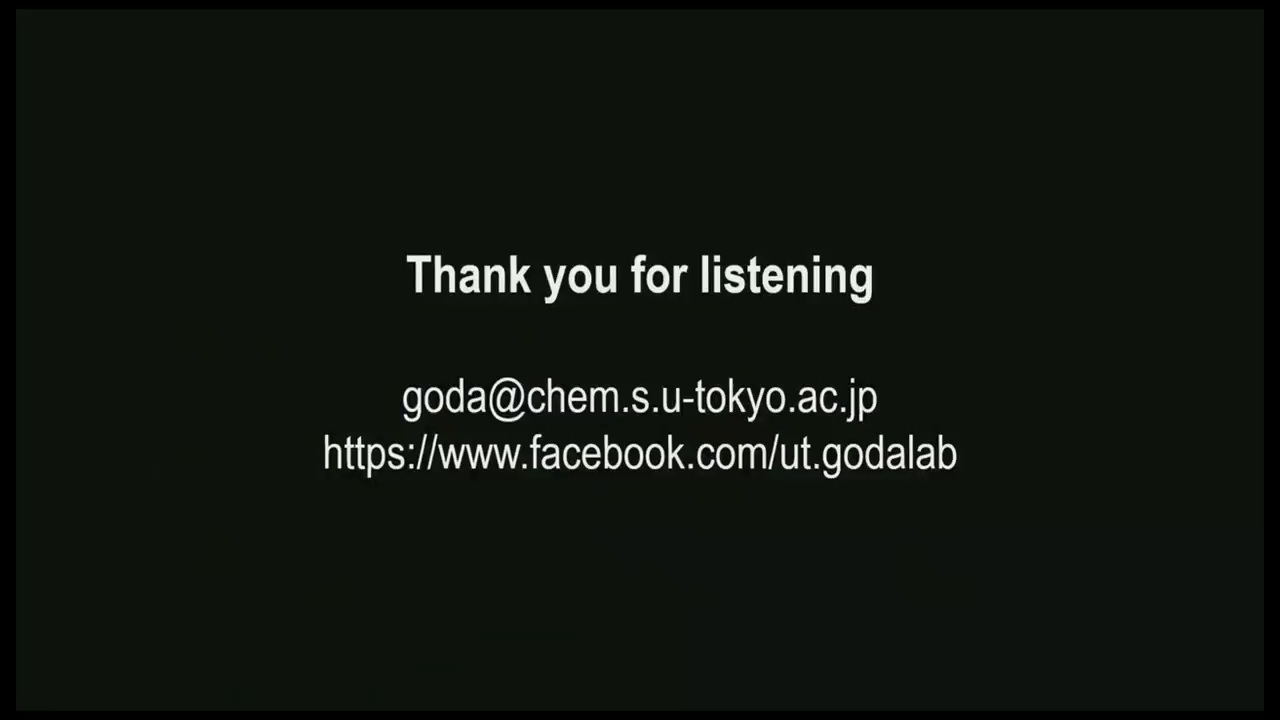 Thank you for listening
goda@chem.s.u-tokyo.ac.jp
https://www.facebook.com/ut.godalab